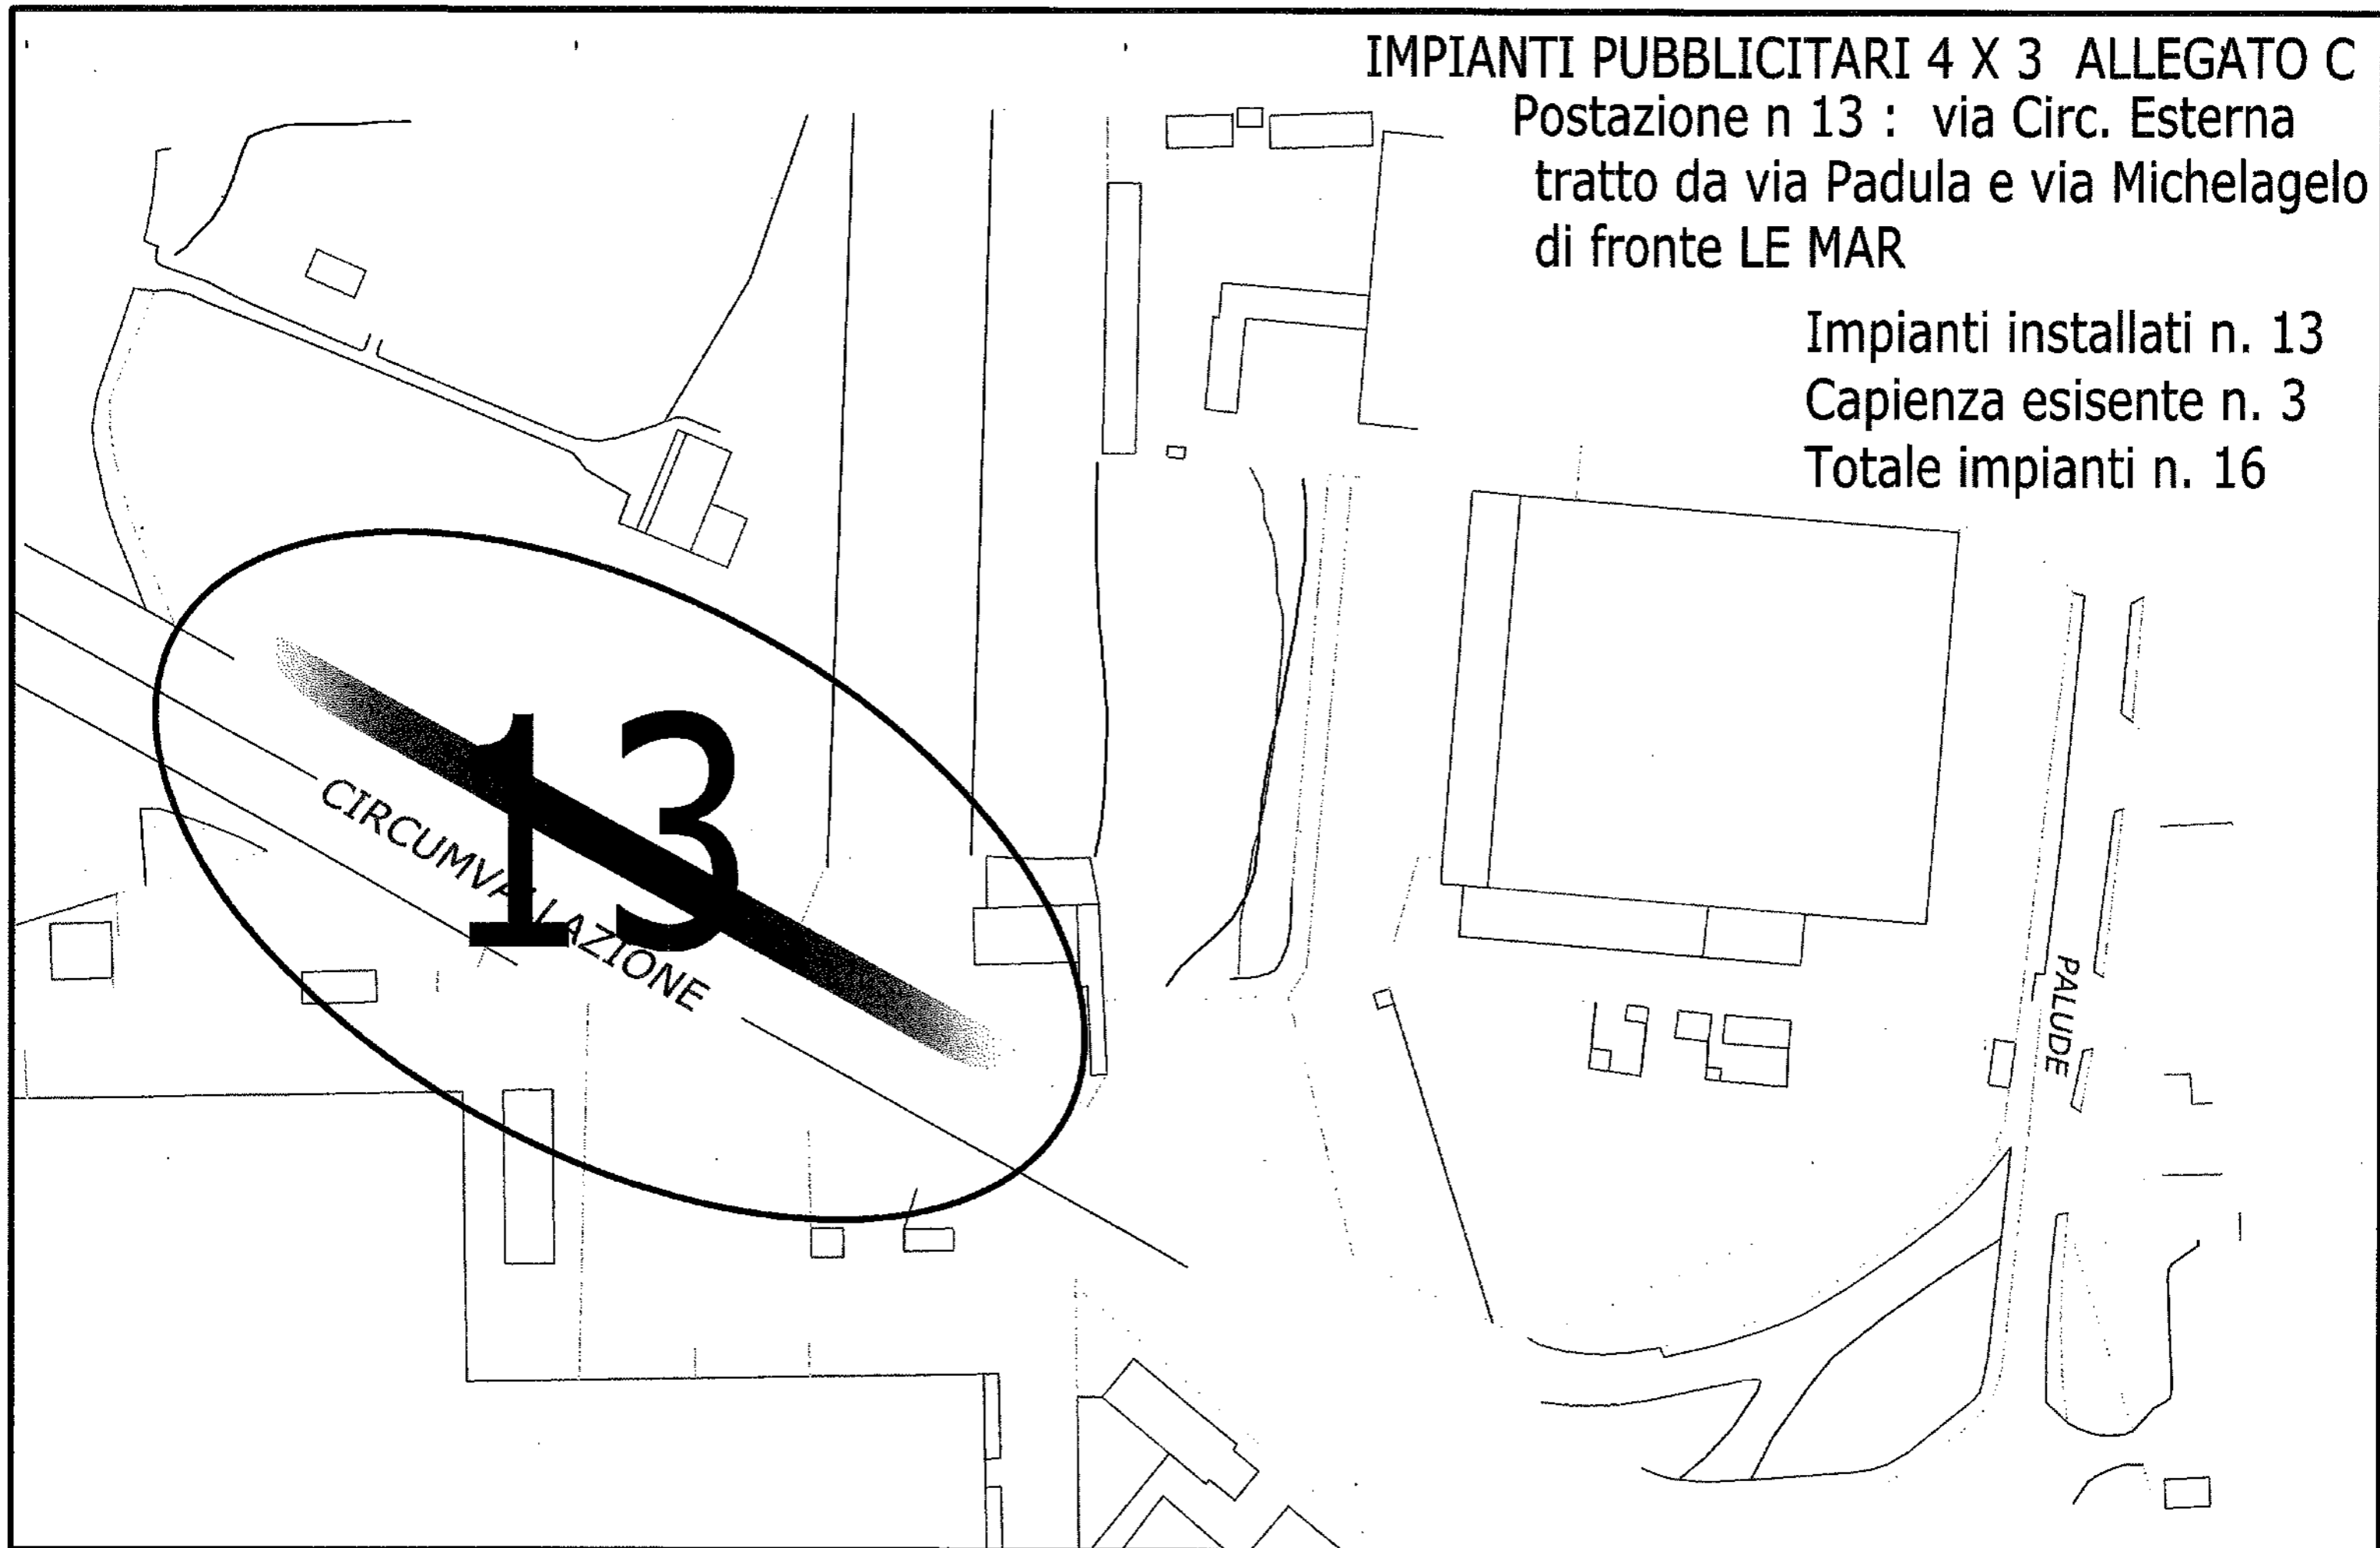 IMPIANTI PUBBLICITARI 4 X 3 ALLEGATO C
Postazione n 13 : via Circ. Esterna
tratto da via Padula e via Michelagelo
di fronte LE MAR
Impianti installati n. 13
Capienza esisente n. 3
Totale impianti n. 16
13
CIRCUMVALLAZIONE
PALUDE